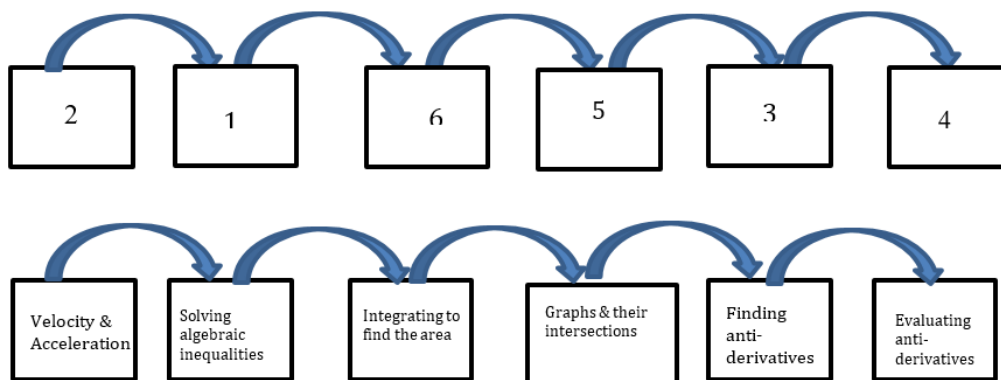 2
1
6
5
3
4
Velocity &
Acceleration
Solving
algebraic
inequalities
Integrating to
find the area
Graphs & their
intersections
Finding
anti-
derivatives
Evaluating
anti-
derivatives